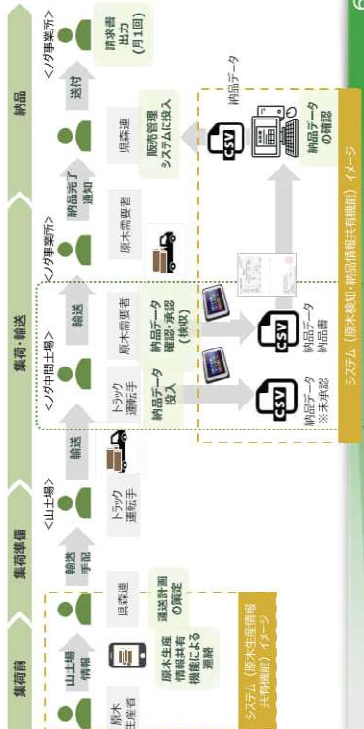 集荷前
集荷準備
集荷・輸送
納品
<山土場>
<ノダ中間土場>
<ノダ事業所>
<ノダ事業所>
山土場
情報
輸送
手配
輸送
輸送
納品完了
通知
送付
原木
生産者
県森連
トラック
運転手
トラック
運転手
原木需要者
原木需要者
県森連
請求書
出力
(月1回)
原木生産
情報共有
機能による
連絡
運送計画
の策定
納品データ
投入
納品データ
確認・承認
(検収)
販売管理
システムに投入
CSV
納品データ
※未承認
CSV
納品データ
納品書
CSV
納品データ
納品データ
の確認
システム（原木生産情報
共有機能）イメージ
システム（原木検知・納品情報共有機能）イメージ